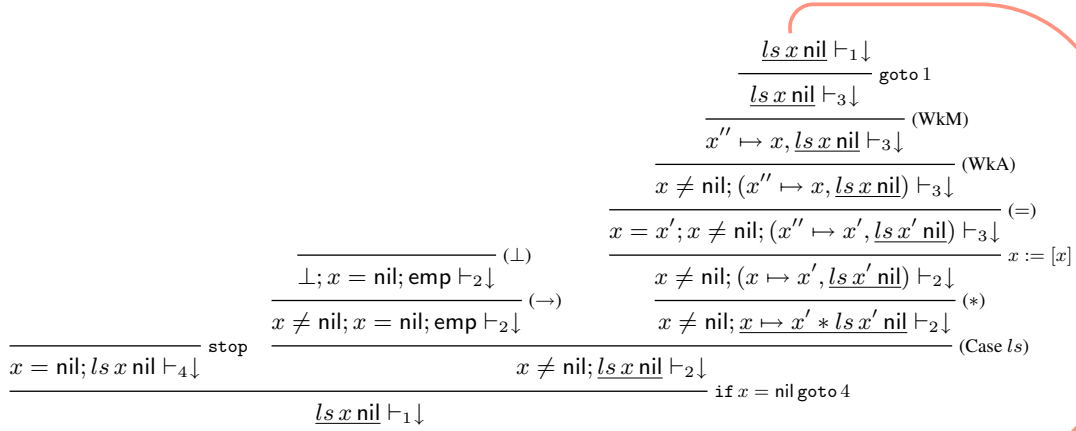 ls x nil ⊢₁↓
goto 1
ls x nil ⊢₃↓
(WkM)
x′′ ↦ x, ls x nil ⊢₃↓
(WkA)
x ≠ nil; (x′′ ↦ x, ls x nil) ⊢₃↓
(=)
x = x′; x ≠ nil; (x′′ ↦ x′, ls x′ nil) ⊢₃↓
(⊥) x := [x]
⊥; x = nil; emp ⊢₂↓ x ≠ nil; (x ↦ x′, ls x′ nil) ⊢₂↓
(→) (∗)
x ≠ nil; x = nil; emp ⊢₂↓ x ≠ nil; x ↦ x′ ∗ ls x′ nil ⊢₂↓
stop (Case ls)
x = nil; ls x nil ⊢₄↓ x ≠ nil; ls x nil ⊢₂↓
if x = nil goto 4
ls x nil ⊢₁↓